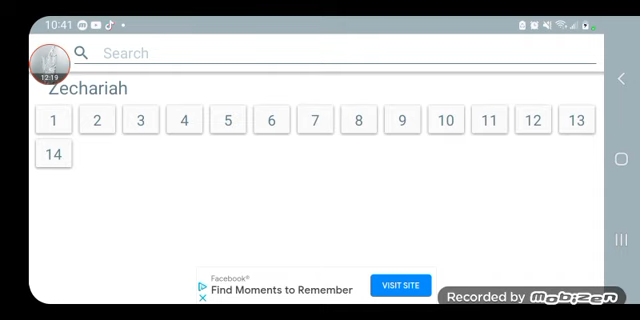 10:41
Search
12:19
Zechariah
1 2 3 4 5 6 7 8 9 10 11 12 13
14
Facebook®
Find Moments to Remember
VISIT SITE
Recorded by Mobizen